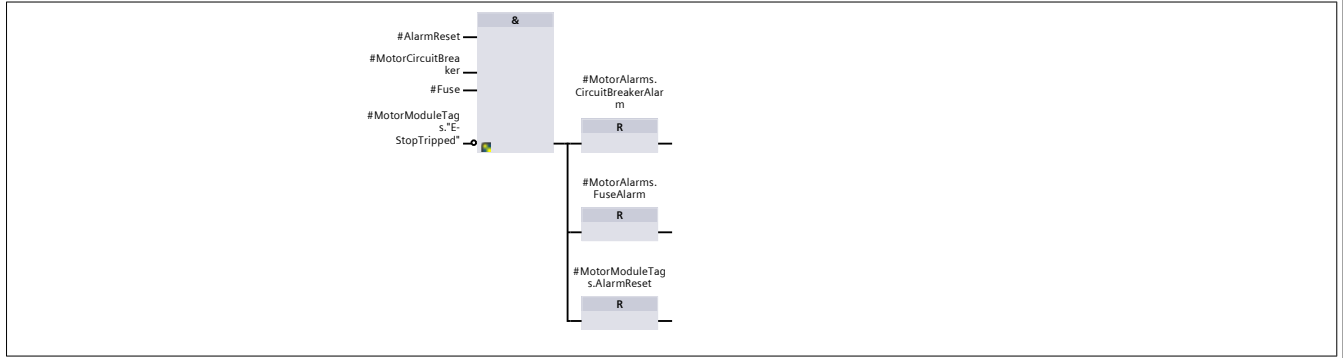 &
#AlarmReset
#MotorCircuitBrea
ker
#Fuse
#MotorModuleTag
s."E-
StopTripped"
#MotorAlarms.
CircuitBreakerAlar
m
R
#MotorAlarms.
FuseAlarm
R
#MotorModuleTag
s.AlarmReset
R